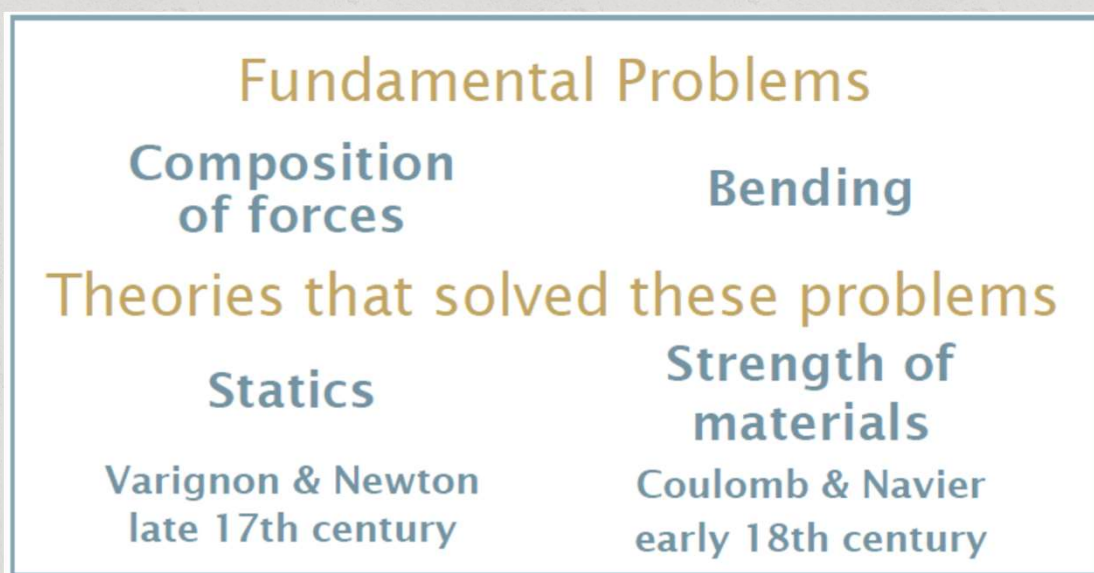 Fundamental Problems
Composition
of forces
Bending
Theories that solved these problems
Statics
Strength of
materials
Varignon & Newton
late 17th century
Coulomb & Navier
early 18th century